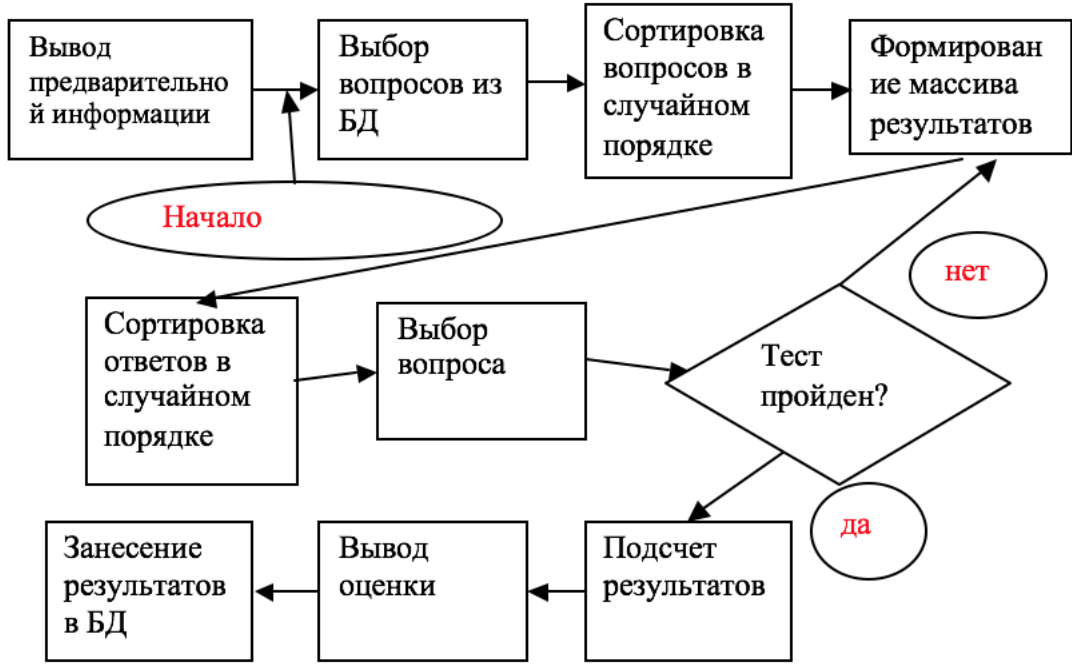 Вывод
предварительно
й информации
Выбор
вопросов из
БД
Сортировка
вопросов в
случайном
порядке
Формирован
ие массива
результатов
Начало
нет
Сортировка
ответов в
случайном
порядке
Выбор
вопроса
Тест
пройден?
да
Занесение
результатов
в БД
Вывод
оценки
Подсчет
результатов